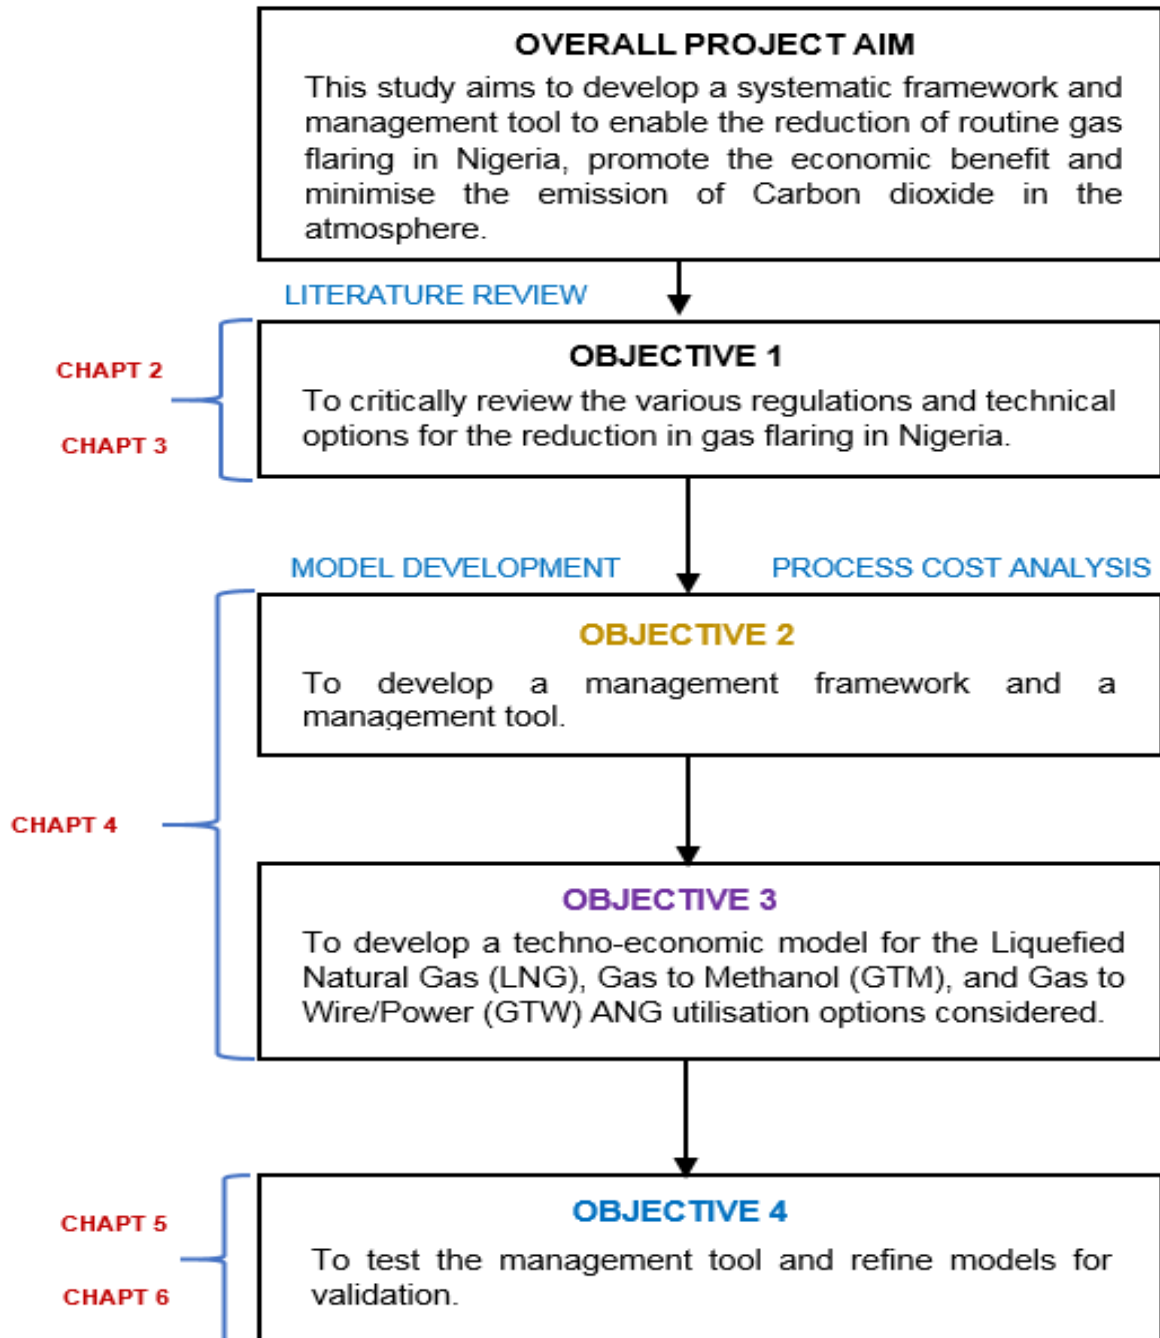 OVERALL PROJECT AIM
This study aims to develop a systematic framework and
management tool to enable the reduction of routine gas
flaring in Nigeria, promote the economic benefit and
minimise the emission of Carbon dioxide in the
atmosphere.
LITERATURE REVIEW
CHAPT 2
CHAPT 3
OBJECTIVE 1
To critically review the various regulations and technical
options for the reduction in gas flaring in Nigeria.
MODEL DEVELOPMENT
PROCESS COST ANALYSIS
OBJECTIVE 2
To develop a management framework and a
management tool.
CHAPT 4
OBJECTIVE 3
To develop a techno-economic model for the Liquefied
Natural Gas (LNG), Gas to Methanol (GTM), and Gas to
Wire/Power (GTW) ANG utilisation options considered.
CHAPT 5
CHAPT 6
OBJECTIVE 4
To test the management tool and refine models for
validation.